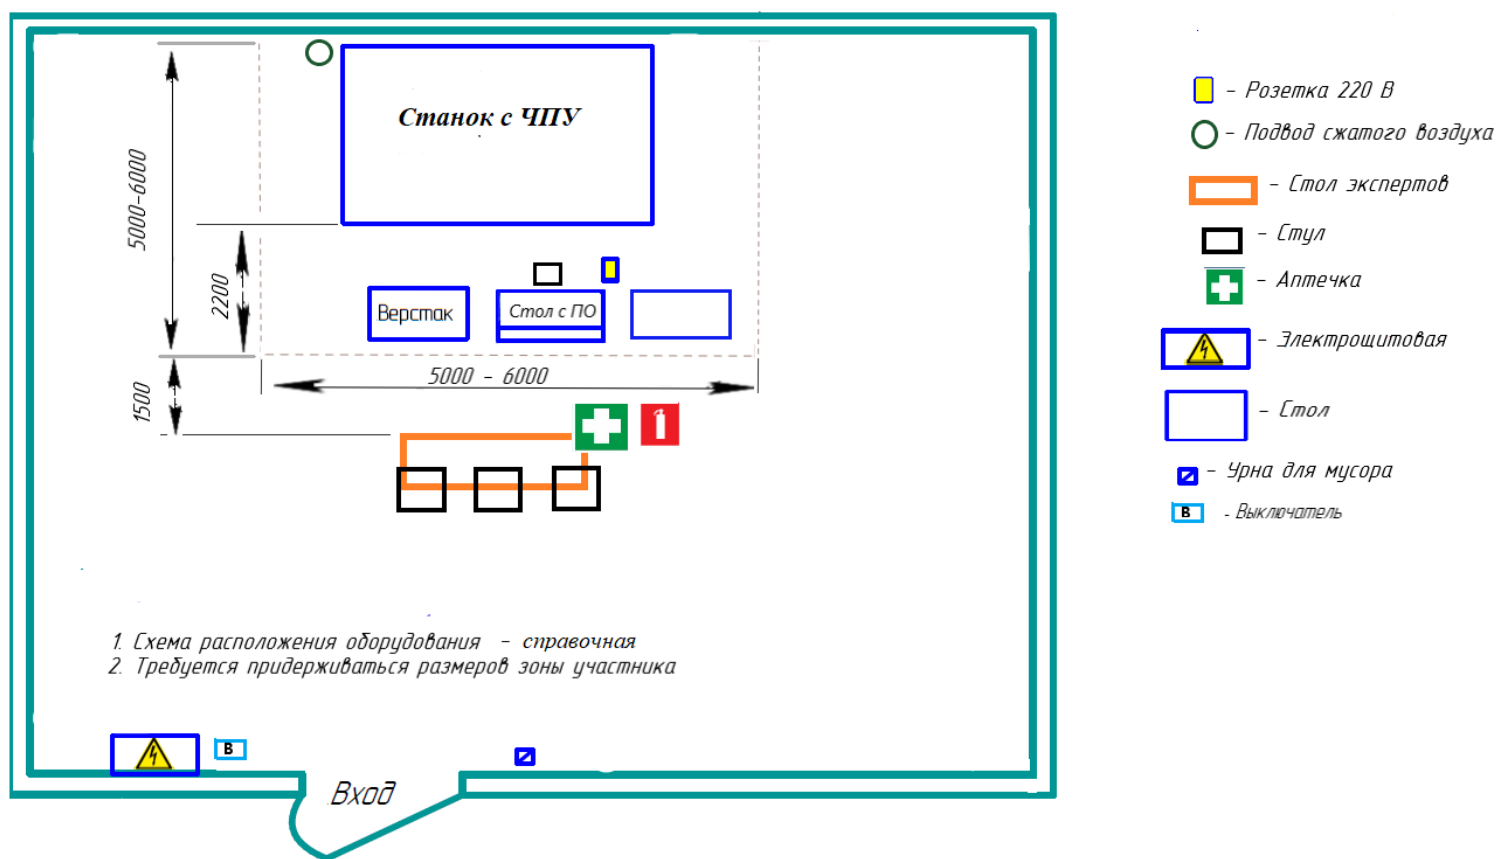 Станок с ЧПУ
5000-6000
2200
Верстак
Стол с ПО
5000 - 6000
1500
1. Схема расположения оборудования - справочная
2. Требуется придерживаться размеров зоны участника
В
Вход
- Розетка 220 В
- Подвод сжатого воздуха
- Стол экспертов
- Стул
- Аптечка
- Электрощитовая
- Стол
- Урна для мусора
В - Выключатель